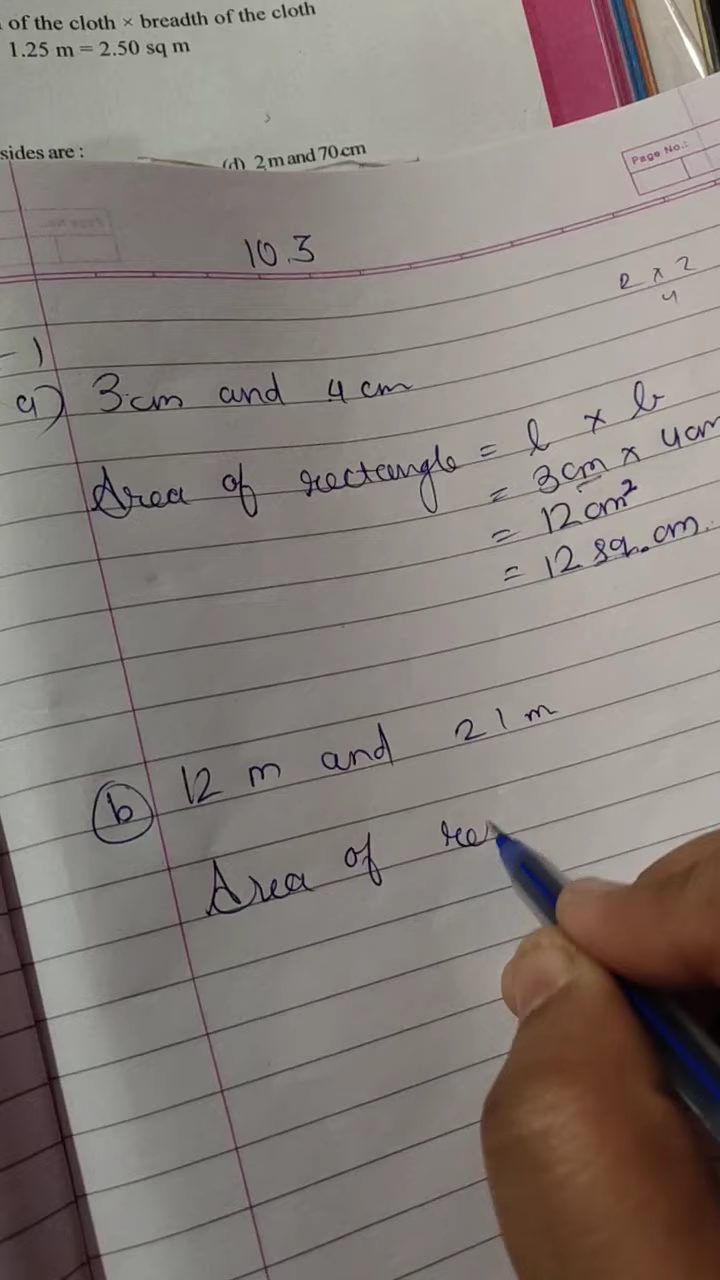 of the cloth × breadth of the cloth
1.25 m = 2.50 sq m
sides are :
(d) 2 m and 70 cm
Page No.:
10.3
2 x 2
4
1)
a) 3 cm and 4 cm
Area of rectangle = l x b
= 3cm x 4cm
= 12 cm²
= 12 sq. cm.
b 12 m and 21 m
Area of rec